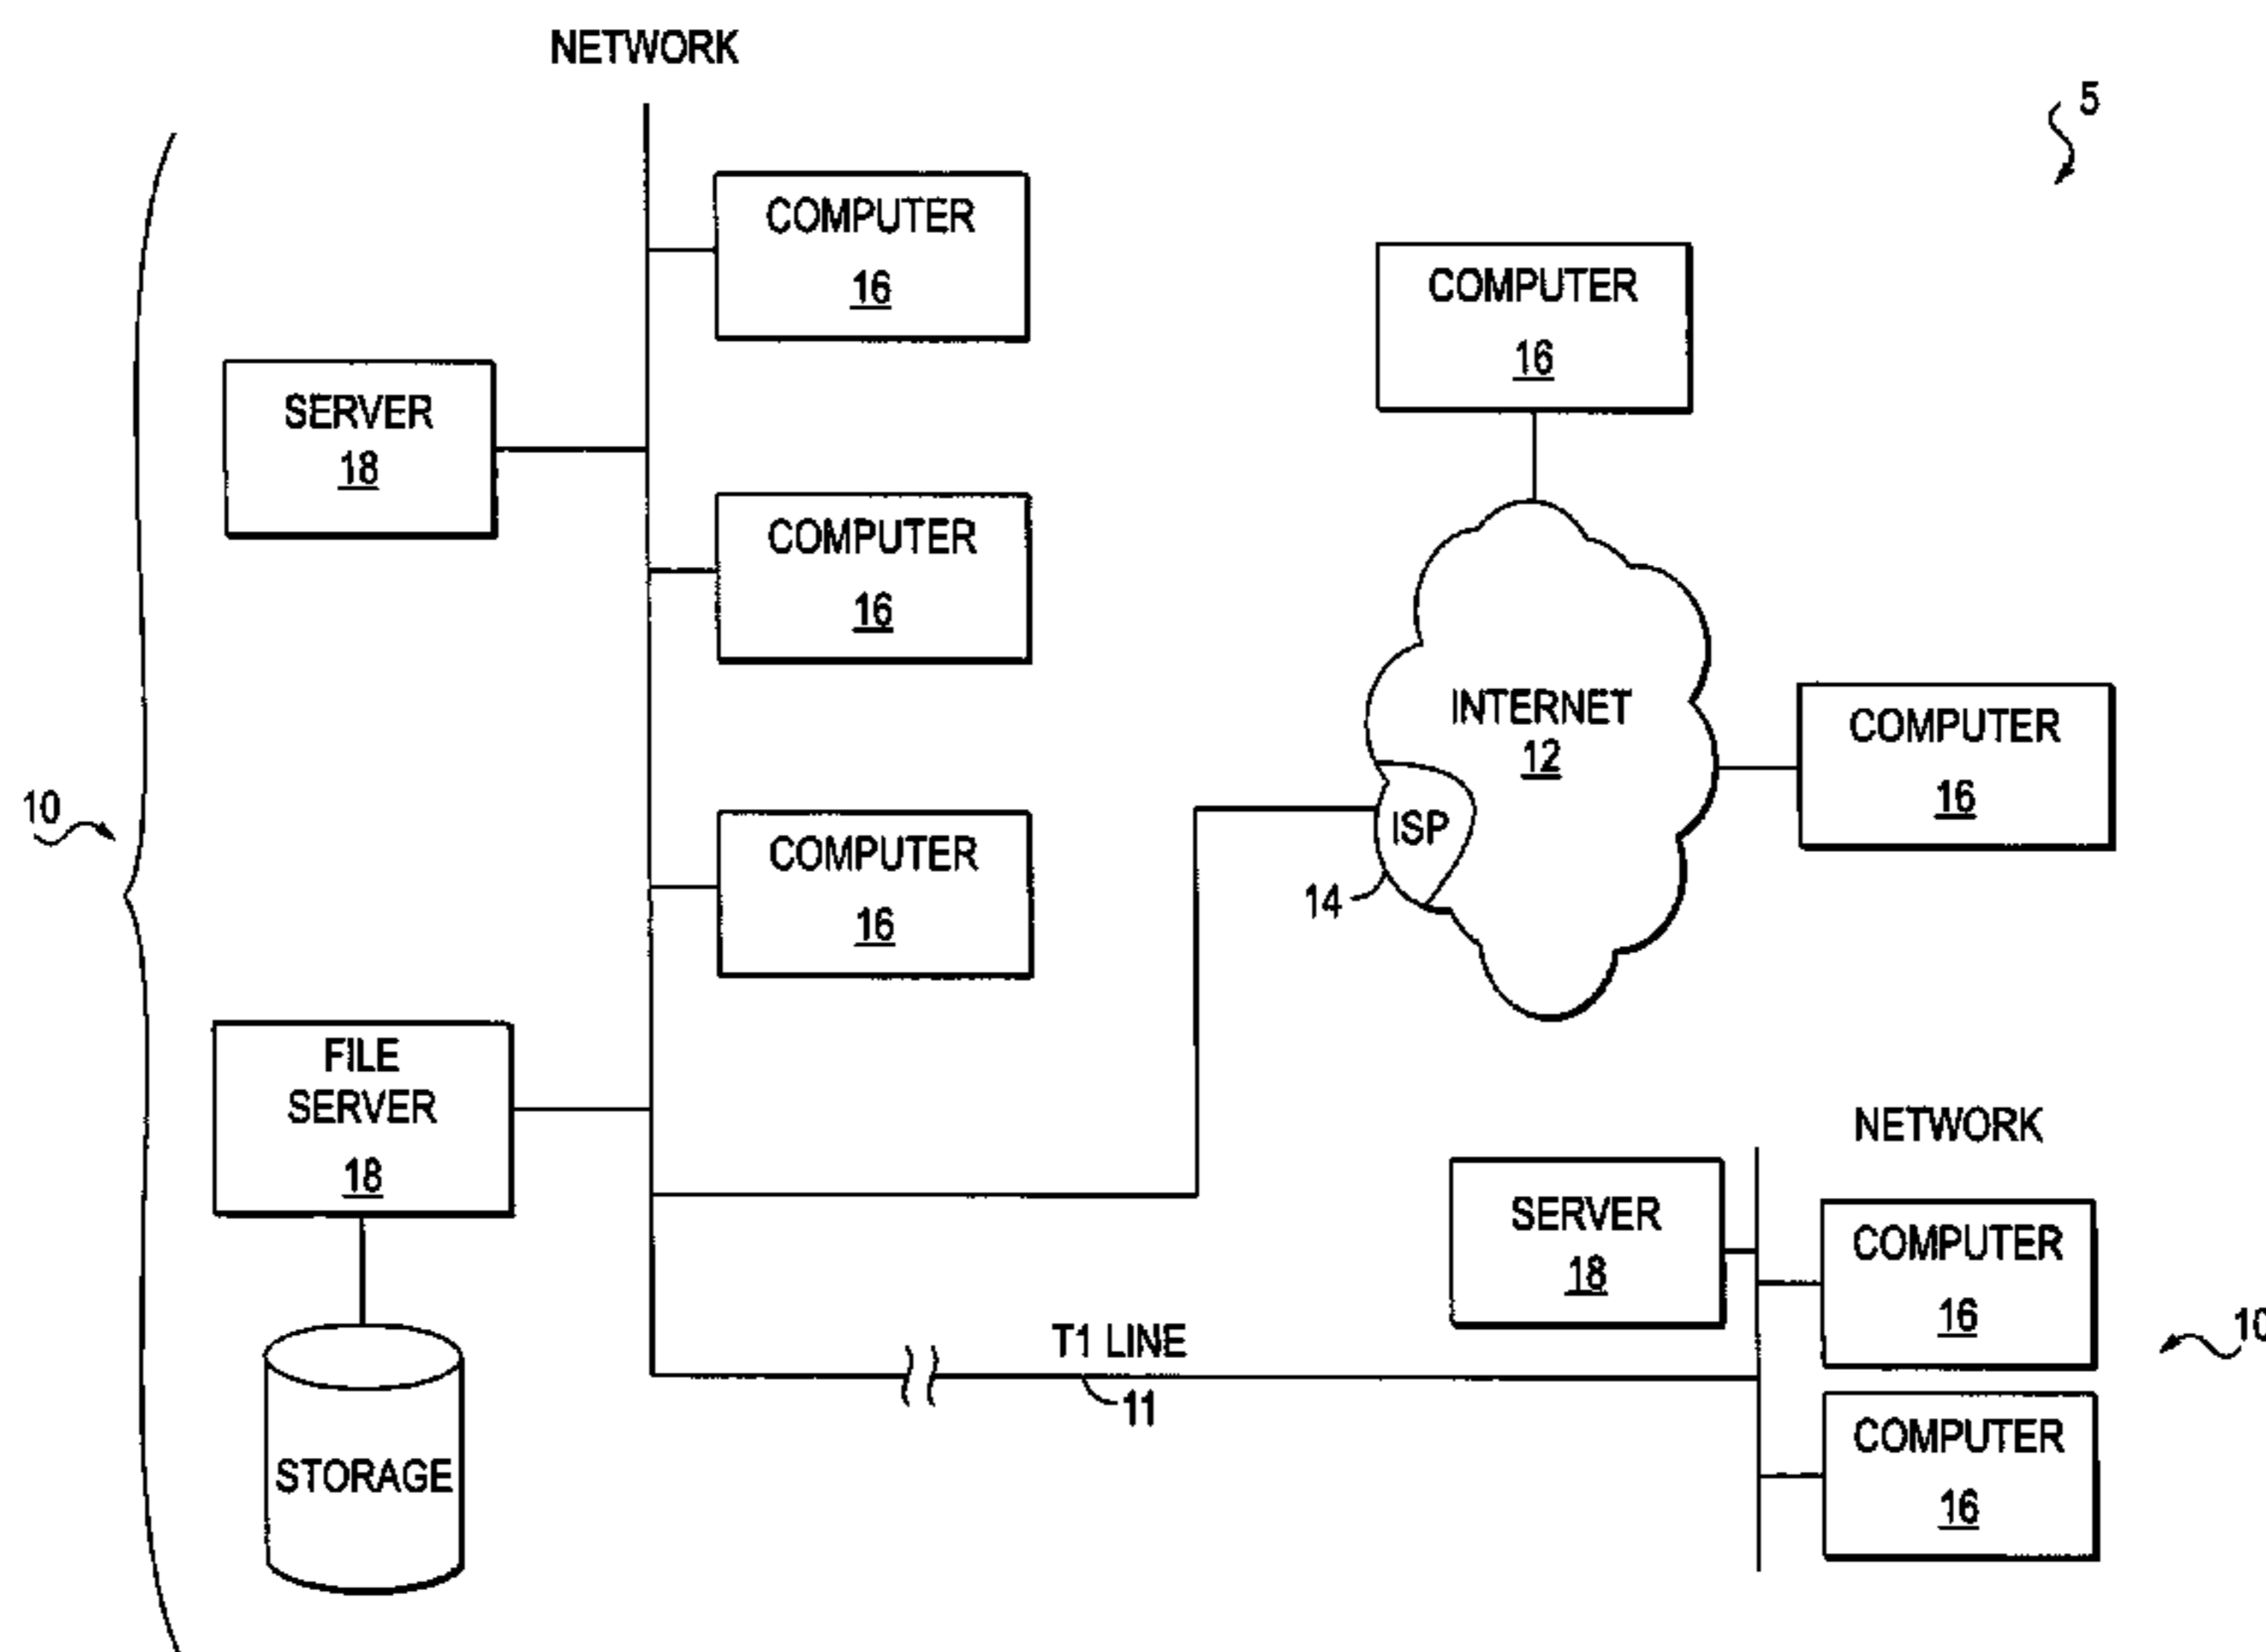 NETWORK
5
COMPUTER
16
COMPUTER
16
SERVER
18
COMPUTER
16
INTERNET
12
COMPUTER
16
10
COMPUTER
16
ISP
14
FILE
SERVER
18
NETWORK
SERVER
18
COMPUTER
16
10
T1 LINE
11
COMPUTER
16
STORAGE